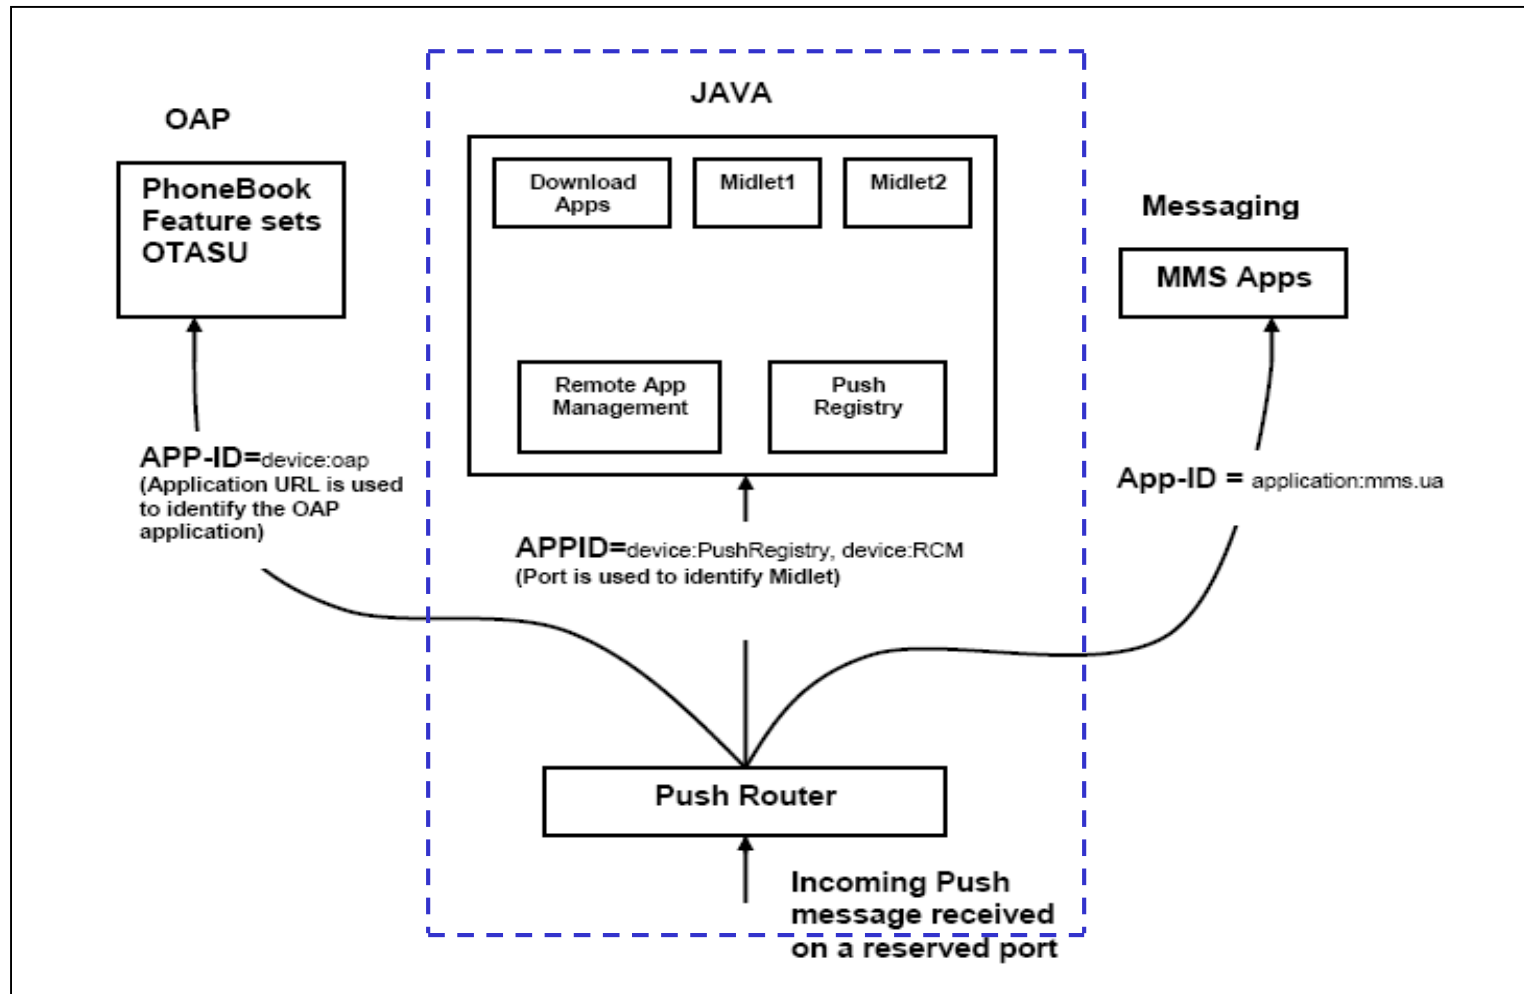 JAVA
OAP
PhoneBook
Feature sets
OTASU
Download
Apps
Midlet1
Midlet2
Messaging
MMS Apps
Remote App
Management
Push
Registry
APP-ID=device:oap
(Application URL is used
to identify the OAP
application)
APPID=device:PushRegistry, device:RCM
(Port is used to identify Midlet)
App-ID = application:mms.ua
Push Router
Incoming Push
message received
on a reserved port